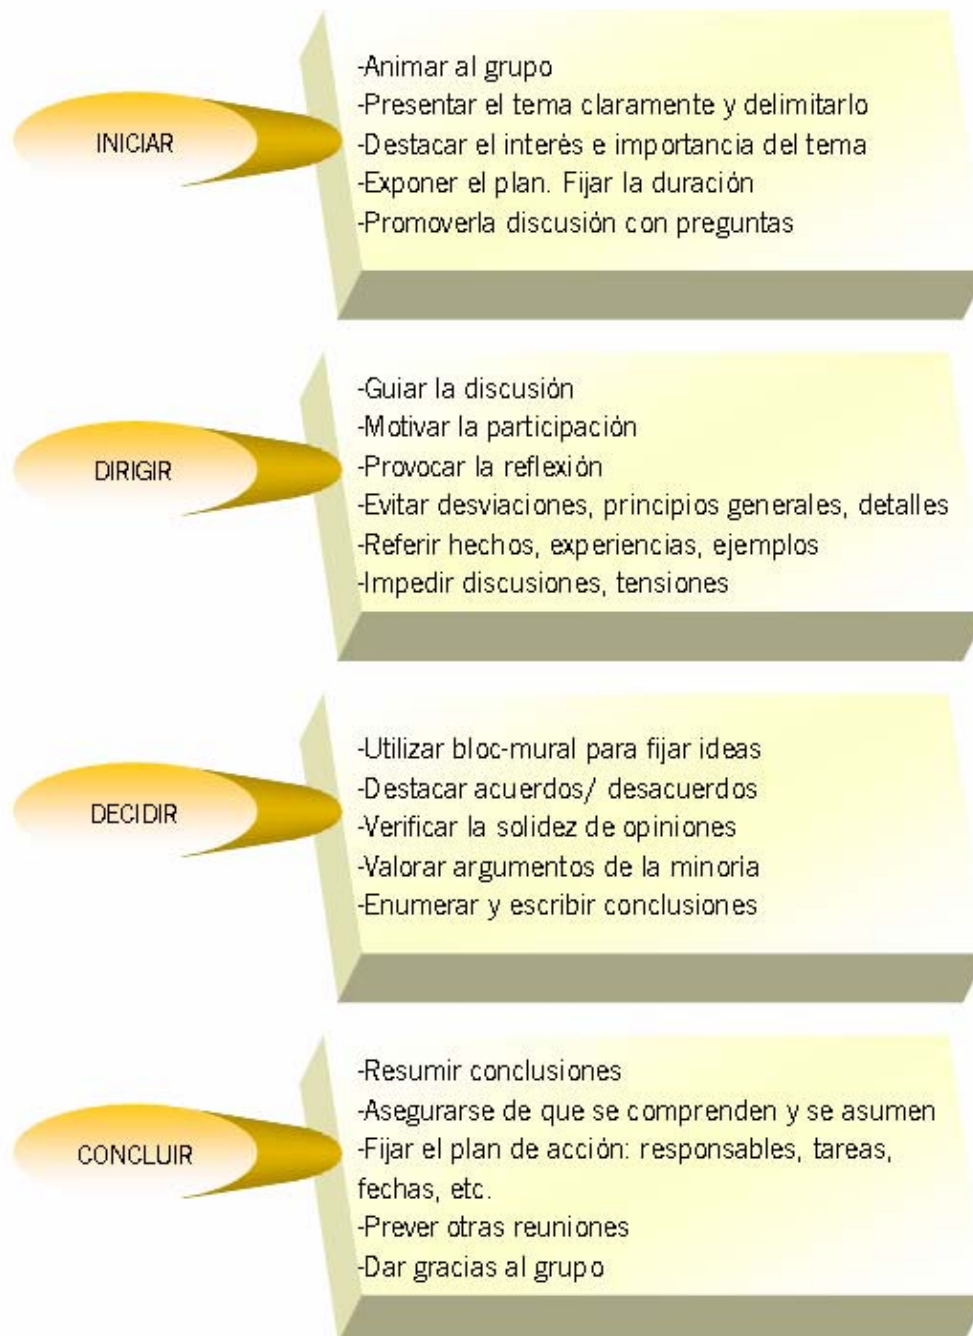 INICIAR
-Animar al grupo
-Presentar el tema claramente y delimitarlo
-Destacar el interés e importancia del tema
-Exponer el plan. Fijar la duración
-Promoverla discusión con preguntas
DIRIGIR
-Guiar la discusión
-Motivar la participación
-Provocar la reflexión
-Evitar desviaciones, principios generales, detalles
-Referir hechos, experiencias, ejemplos
-Impedir discusiones, tensiones
DECIDIR
-Utilizar bloc-mural para fijar ideas
-Destacar acuerdos/ desacuerdos
-Verificar la solidez de opiniones
-Valorar argumentos de la minoria
-Enumerar y escribir conclusiones
CONCLUIR
-Resumir conclusiones
-Asegurarse de que se comprenden y se asumen
-Fijar el plan de acción: responsables, tareas,
fechas, etc.
-Prever otras reuniones
-Dar gracias al grupo